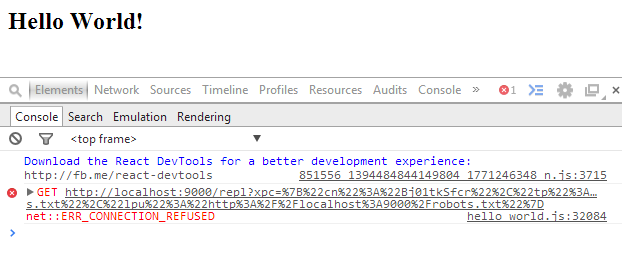 Hello World!
Elements Network Sources Timeline Profiles Resources Audits Console » 1
Console Search Emulation Rendering
<top frame>
Download the React DevTools for a better development experience:
http://fb.me/react-devtools 851556_1394484844149804_1771246348_n.js:3715
GET http://localhost:9000/repl?xpc=%7B%22cn%22%3A%22Bj01tkSfcr%22%2C%22tp%22%3A…
s.txt%22%2C%22lpu%22%3A%22http%3A%2F%2Flocalhost%3A9000%2Frobots.txt%22%7D
net::ERR_CONNECTION_REFUSED hello_world.js:32084